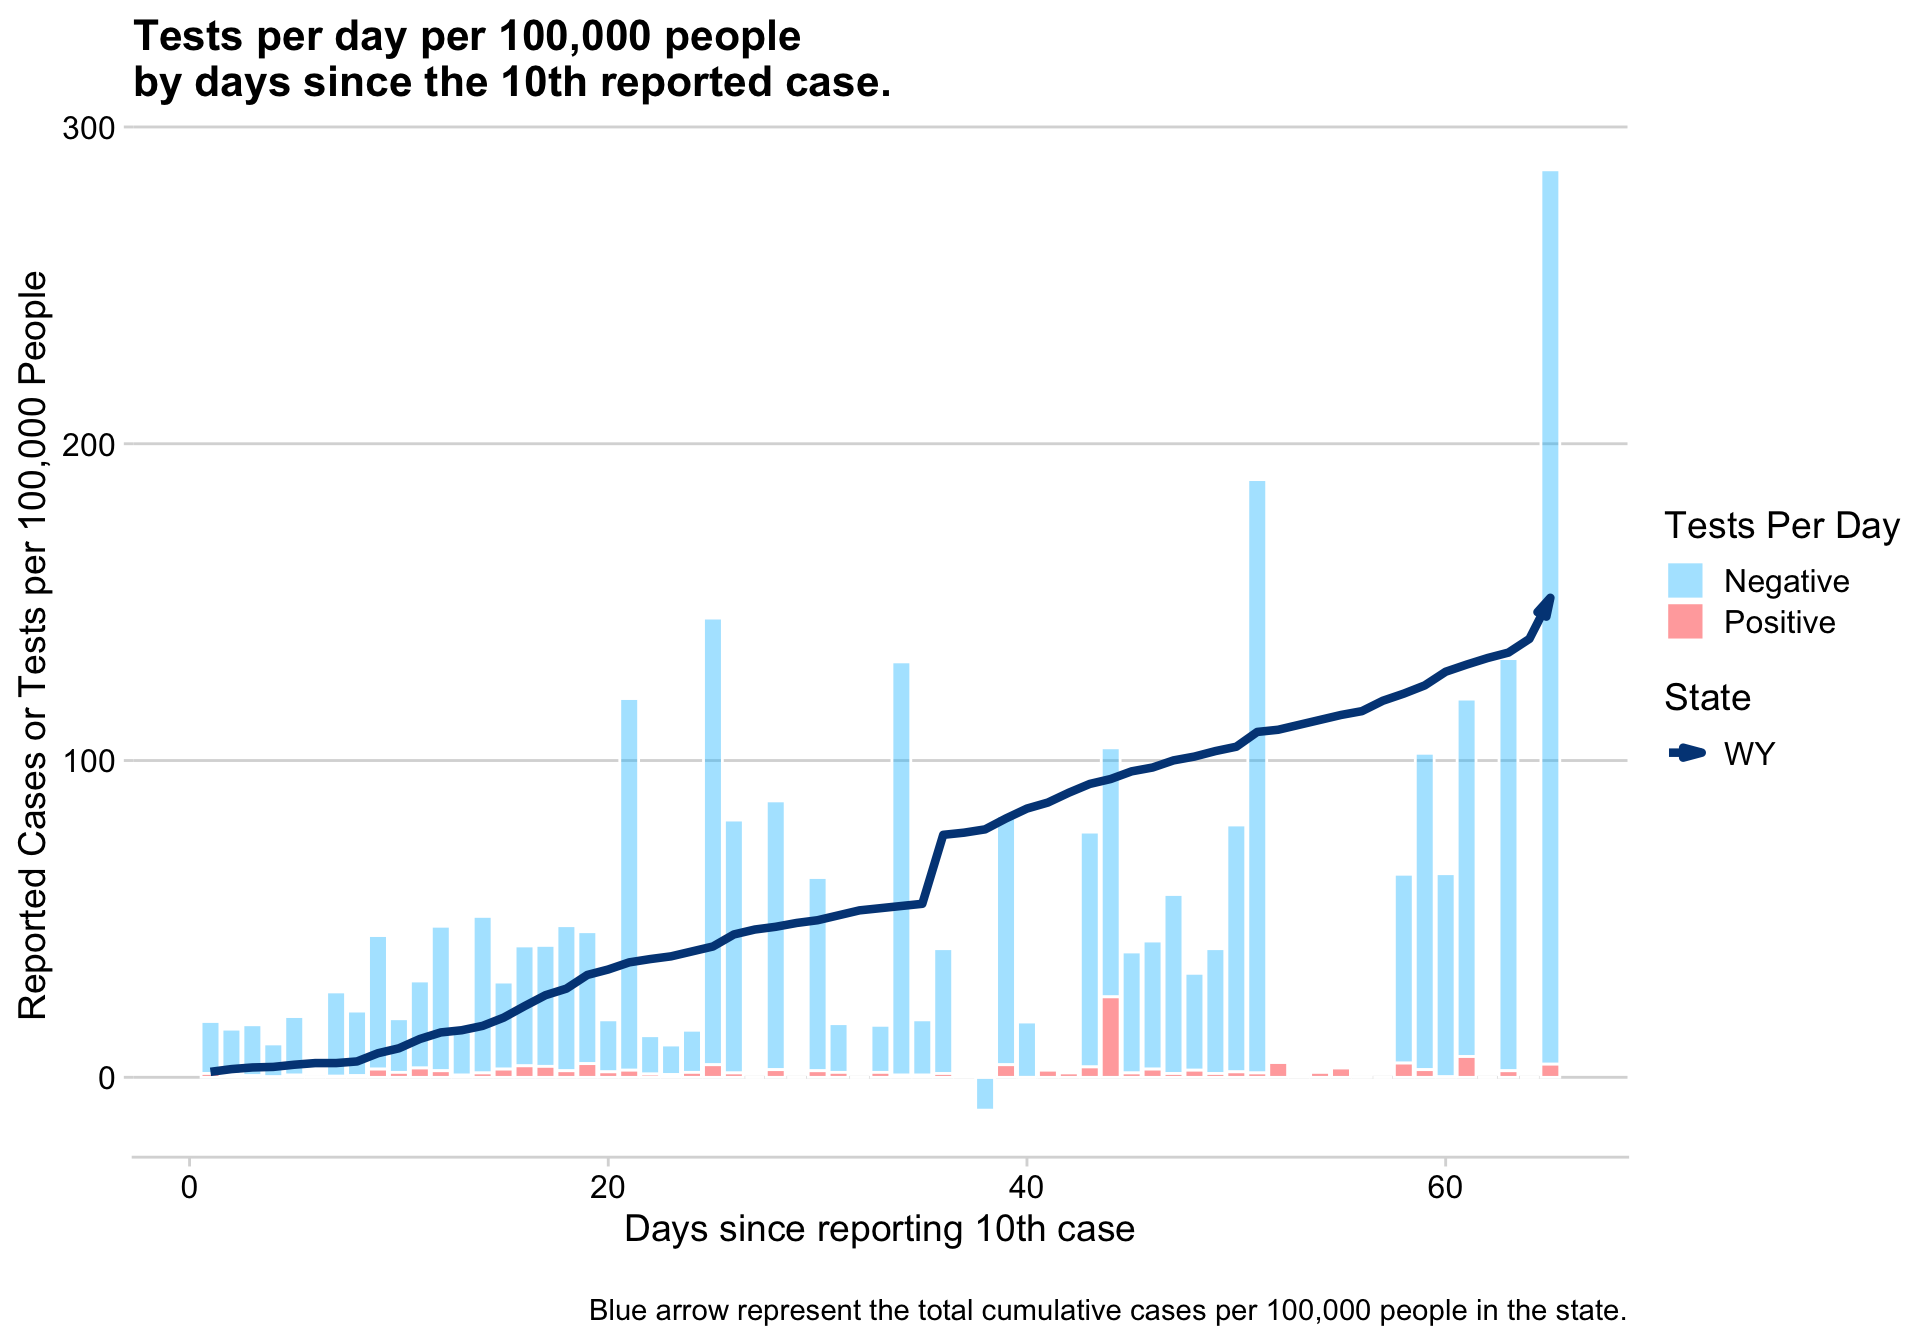 Tests per day per 100,000 people
by days since the 10th reported case.
300
200
100
0
Reported Cases or Tests per 100,000 People
0
20
40
60
Days since reporting 10th case
Tests Per Day
Negative
Positive
State
WY
Blue arrow represent the total cumulative cases per 100,000 people in the state.